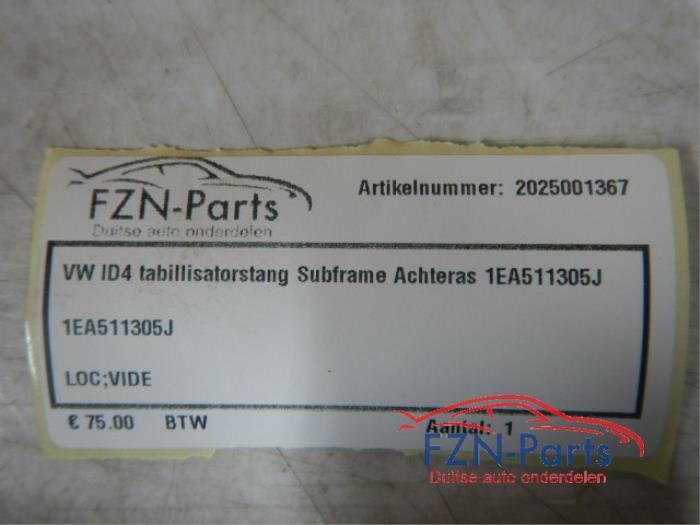 FZN-Parts
Duitse auto onderdelen
Artikelnummer: 2025001367
VW ID4 tabillisatorstang Subframe Achteras 1EA511305J
1EA511305J
LOC;VIDE
€ 75.00 BTW
Aantal: 1
FZN-Parts
Duitse auto onderdelen